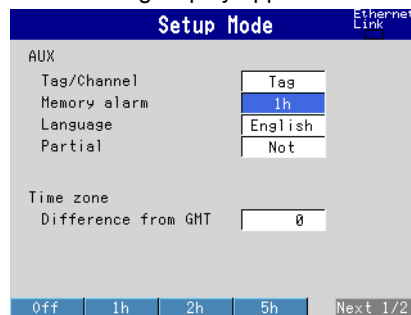 Setup Mode
Ethernet
Link
AUX
Tag/Channel Tag
Memory alarm 1h
Language English
Partial Not
Time zone
Difference from GMT 0
Off 1h 2h 5h Next 1/2